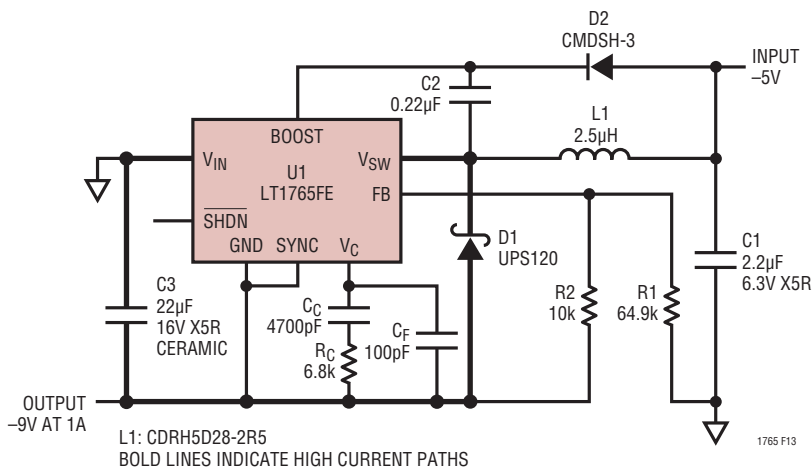 D2
CMDSH-3
INPUT
–5V
C2
0.22µF
L1
2.5µH
BOOST
V_IN
U1
LT1765FE
V_SW
FB
SHDN
GND
SYNC
V_C
D1
UPS120
C1
2.2µF
6.3V X5R
C3
22µF
16V X5R
CERAMIC
C_C
4700pF
C_F
100pF
R_C
6.8k
R2
10k
R1
64.9k
OUTPUT
–9V AT 1A
L1: CDRH5D28-2R5
BOLD LINES INDICATE HIGH CURRENT PATHS
1765 F13